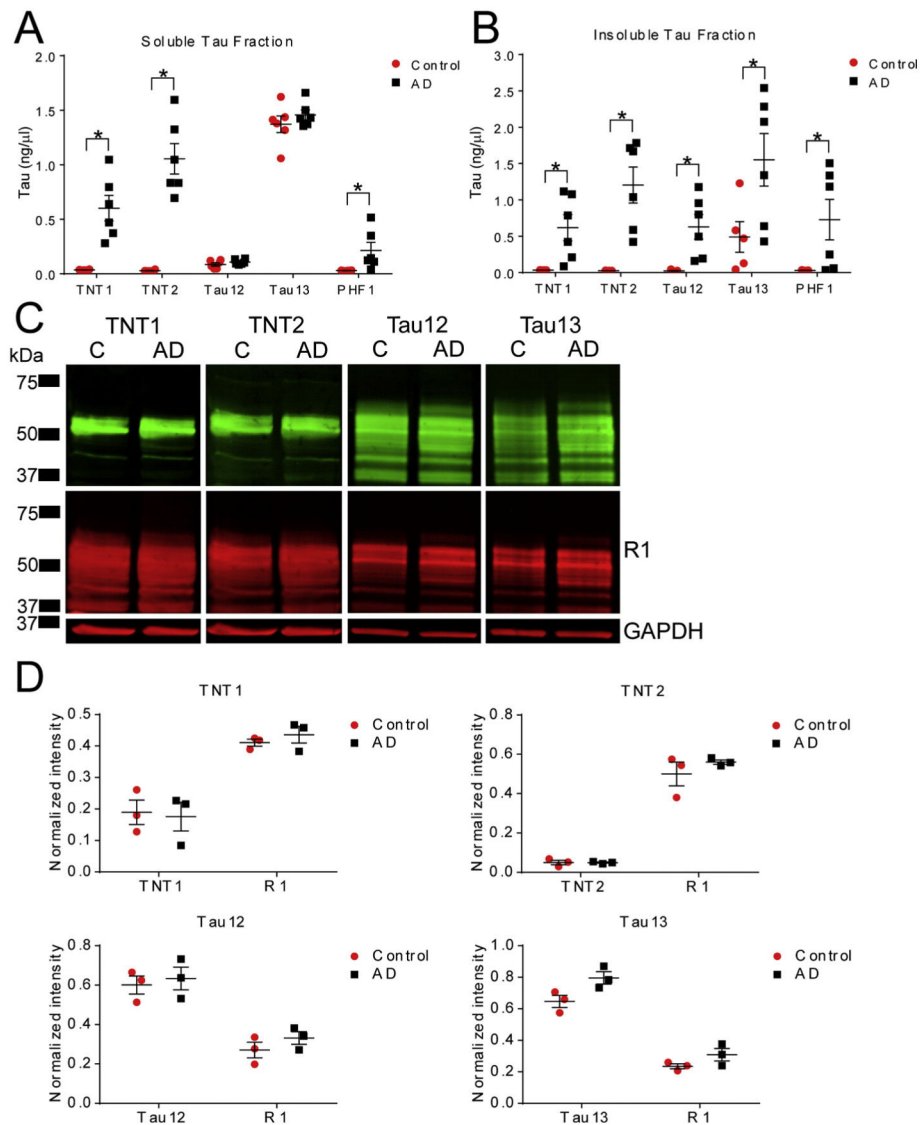 A
Soluble Tau Fraction
Control
AD
Tau (ng/µl)
2.0
1.5
1.0
0.5
0.0
*
*
*
TNT1
TNT2
Tau12
Tau13
PHF1
B
Insoluble Tau Fraction
Control
AD
Tau (ng/µl)
3.0
2.5
2.0
1.5
1.0
0.5
0.0
*
*
*
*
*
TNT1
TNT2
Tau12
Tau13
PHF1
C
TNT1 TNT2 Tau12 Tau13
kDa C AD C AD C AD C AD
75
50
37
75
50
37
R1
37
GAPDH
D
TNT1
Normalized intensity
0.5
0.4
0.3
0.2
0.1
0.0
TNT1 R1
Control
AD
TNT2
Normalized intensity
0.8
0.6
0.4
0.2
0.0
TNT2 R1
Control
AD
Tau12
Normalized intensity
0.8
0.6
0.4
0.2
0.0
Tau12 R1
Control
AD
Tau13
Normalized intensity
1.0
0.8
0.6
0.4
0.2
0.0
Tau13 R1
Control
AD